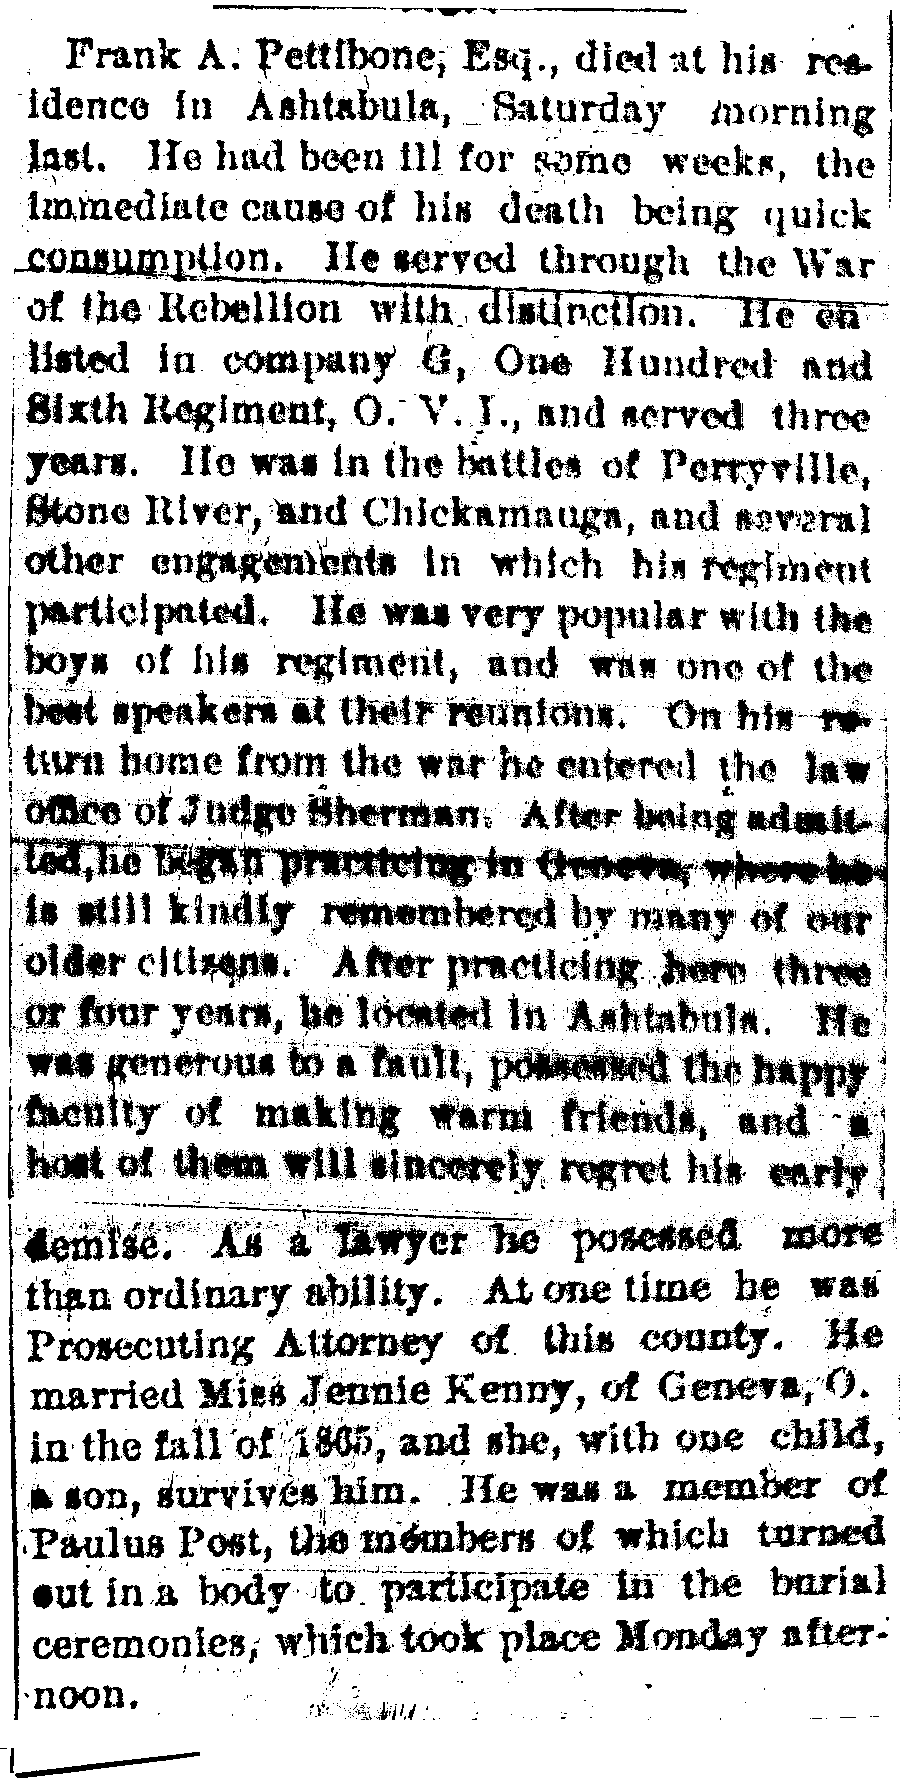 Frank A. Pettibone, Esq., died at his res-
idence in Ashtabula, Saturday morning
last. He had been ill for some weeks, the
immediate cause of his death being quick
consumption. He served through the War
of the Rebellion with distinction. He en
listed in company G, One Hundred and
Sixth Regiment, O. V. I., and served three
years. He was in the battles of Perryville,
Stone River, and Chickamauga, and several
other engagements in which his regiment
participated. He was very popular with the
boys of his regiment, and was one of the
best speakers at their reunions. On his re-
turn home from the war he entered the law
office of Judge Sherman. After being admit-
ted, he began practicing in Geneva, where he
is still kindly remembered by many of our
older citizens. After practicing here three
or four years, he located in Ashtabula. He
was generous to a fault, possessed the happy
faculty of making warm friends, and a
host of them will sincerely regret his early
demise. As a lawyer he posessed more
than ordinary ability. At one time he was
Prosecuting Attorney of this county. He
married Miss Jennie Kenny, of Geneva, O.
in the fall of 1865, and she, with one child,
a son, survives him. He was a member of
Paulus Post, the members of which turned
out in a body to participate in the burial
ceremonies, which took place Monday after-
noon.